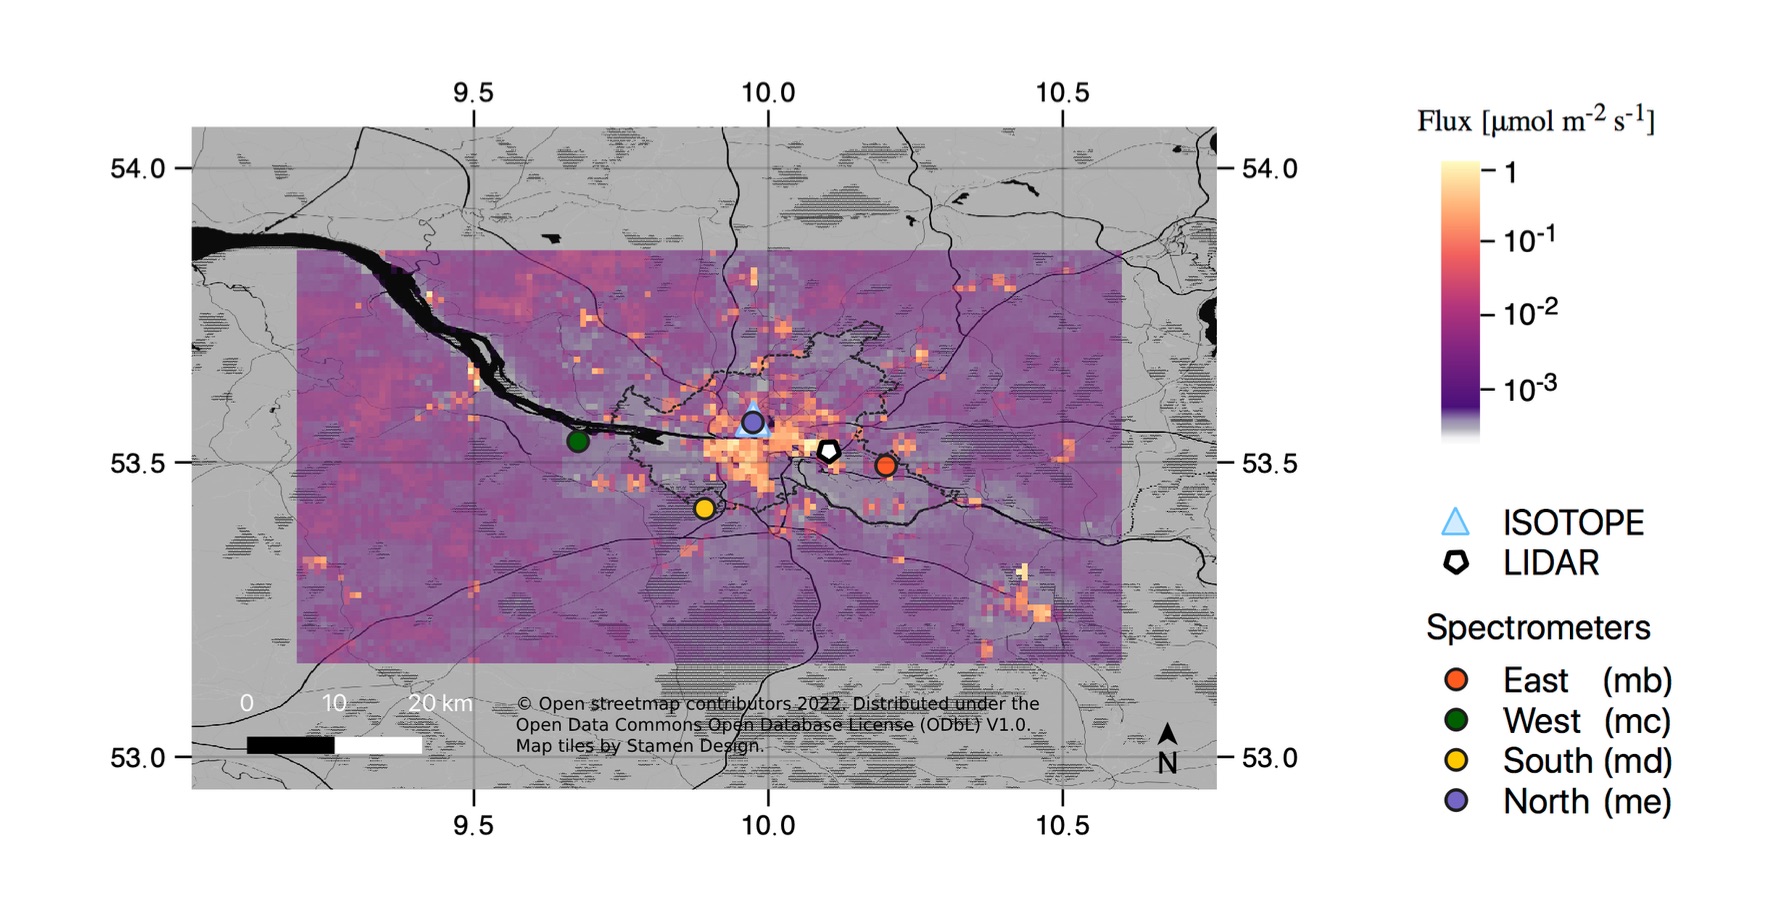 9.5 10.0 10.5
Flux [μmol m-2 s-1]
54.0 54.0
1
10-1
10-2
10-3
53.5 53.5
ISOTOPE
LIDAR
Spectrometers
East (mb)
West (mc)
South (md)
North (me)
0 10 20 km
© Open streetmap contributors 2022. Distributed under the
Open Data Commons Open Database License (ODbL) V1.0.
Map tiles by Stamen Design.
N
53.0 53.0
9.5 10.0 10.5